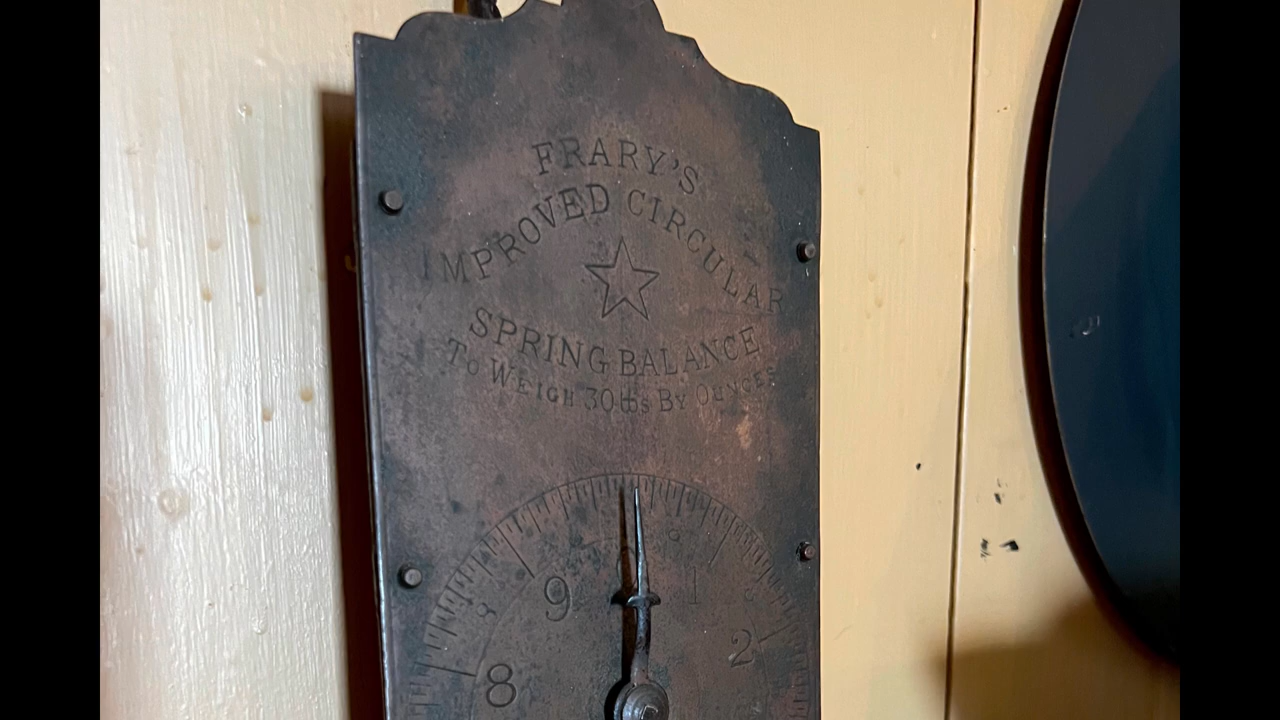 FRARY'S
IMPROVED CIRCULAR
SPRING BALANCE
TO WEIGH 30 lbs BY OUNCES
9
1
8
2